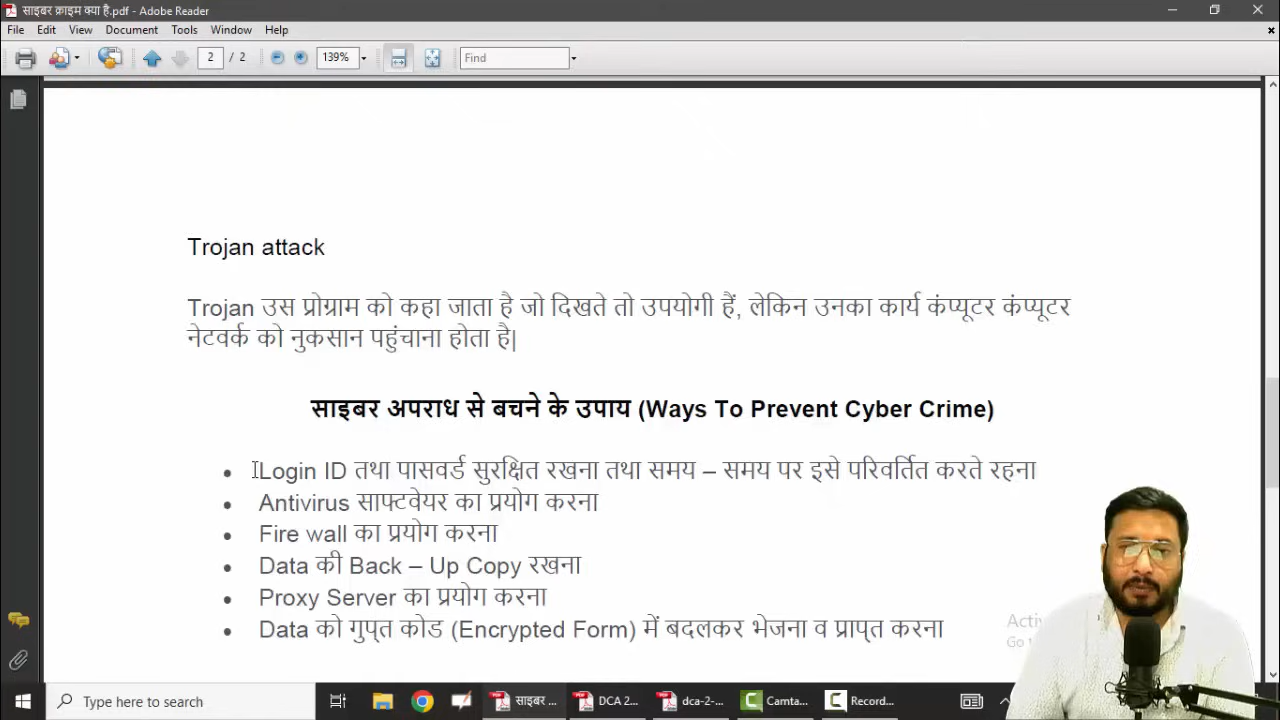 साइबर क्राइम क्या है.pdf - Adobe Reader
File Edit View Document Tools Window Help
2 / 2 139% Find
Trojan attack
Trojan उस प्रोग्राम को कहा जाता है जो दिखते तो उपयोगी हैं, लेकिन उनका कार्य कंप्यूटर कंप्यूटर
नेटवर्क को नुकसान पहुंचाना होता है|
साइबर अपराध से बचने के उपाय (Ways To Prevent Cyber Crime)
• Login ID तथा पासवर्ड सुरक्षित रखना तथा समय – समय पर इसे परिवर्तित करते रहना
• Antivirus साफ्टवेयर का प्रयोग करना
• Fire wall का प्रयोग करना
• Data की Back – Up Copy रखना
• Proxy Server का प्रयोग करना
• Data को गुप्त कोड (Encrypted Form) में बदलकर भेजना व प्राप्त करना
Type here to search साइबर ... DCA 2... dca-2-... Camta... Record...